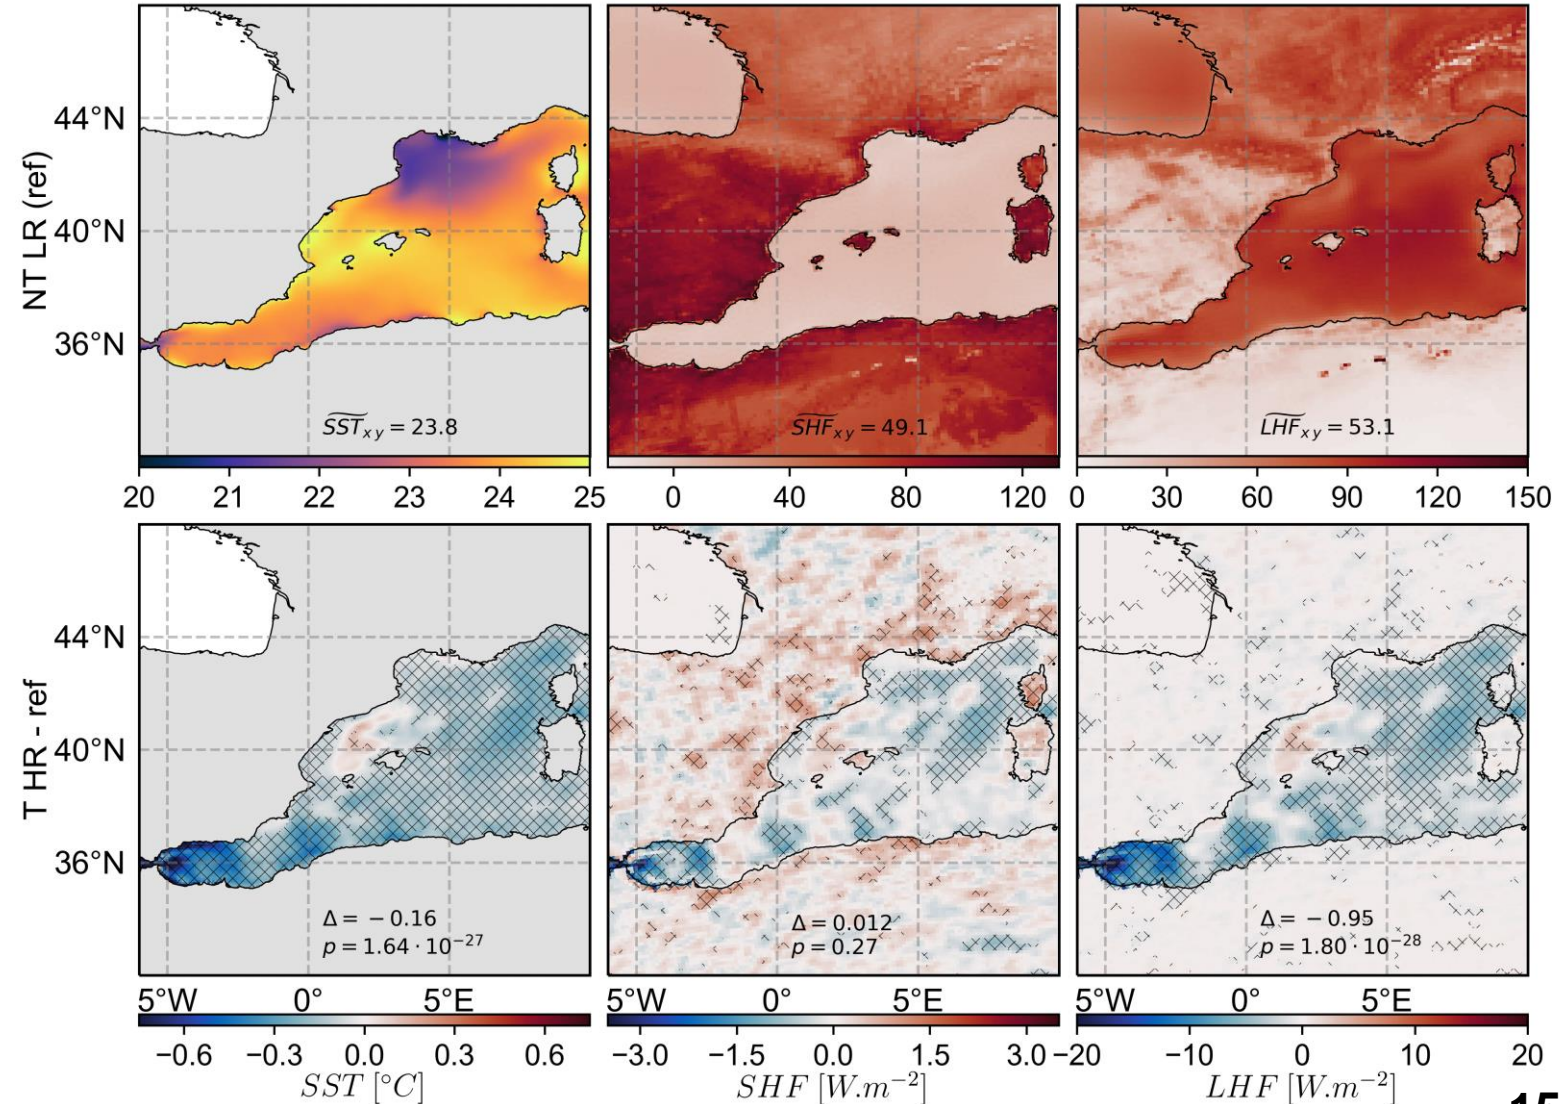 44°N
40°N
36°N
NT LR (ref)
$\widetilde{SST}_{xy} = 23.8$
$\widetilde{SHF}_{xy} = 49.1$
$\widetilde{LHF}_{xy} = 53.1$
20 21 22 23 24 25
0 40 80 120
0 30 60 90 120 150
44°N
40°N
36°N
T HR - ref
Δ = −0.16
p = 1.64 · 10⁻²⁷
Δ = 0.012
p = 0.27
Δ = −0.95
p = 1.80 · 10⁻²⁸
5°W 0° 5°E
5°W 0° 5°E
5°W 0° 5°E
−0.6 −0.3 0.0 0.3 0.6
−3.0 −1.5 0.0 1.5 3.0
−20 −10 0 10 20
SST [°C]
SHF [W.m⁻²]
LHF [W.m⁻²]